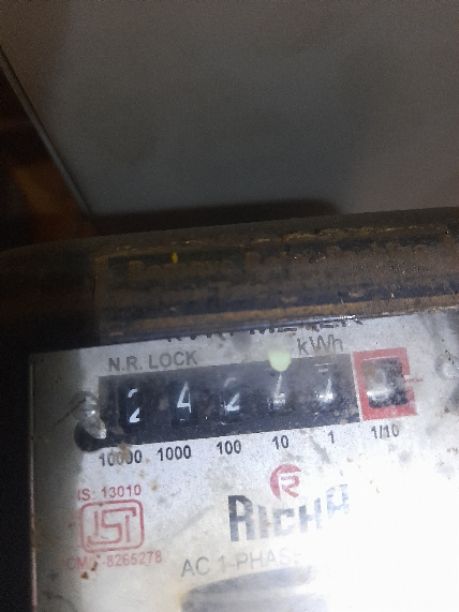 N.R. LOCK kWh
2 4 2
10000 1000 100 10 1 1/10
IS: 13010
R
RICHA
ISI
8265278
AC 1-PHASE